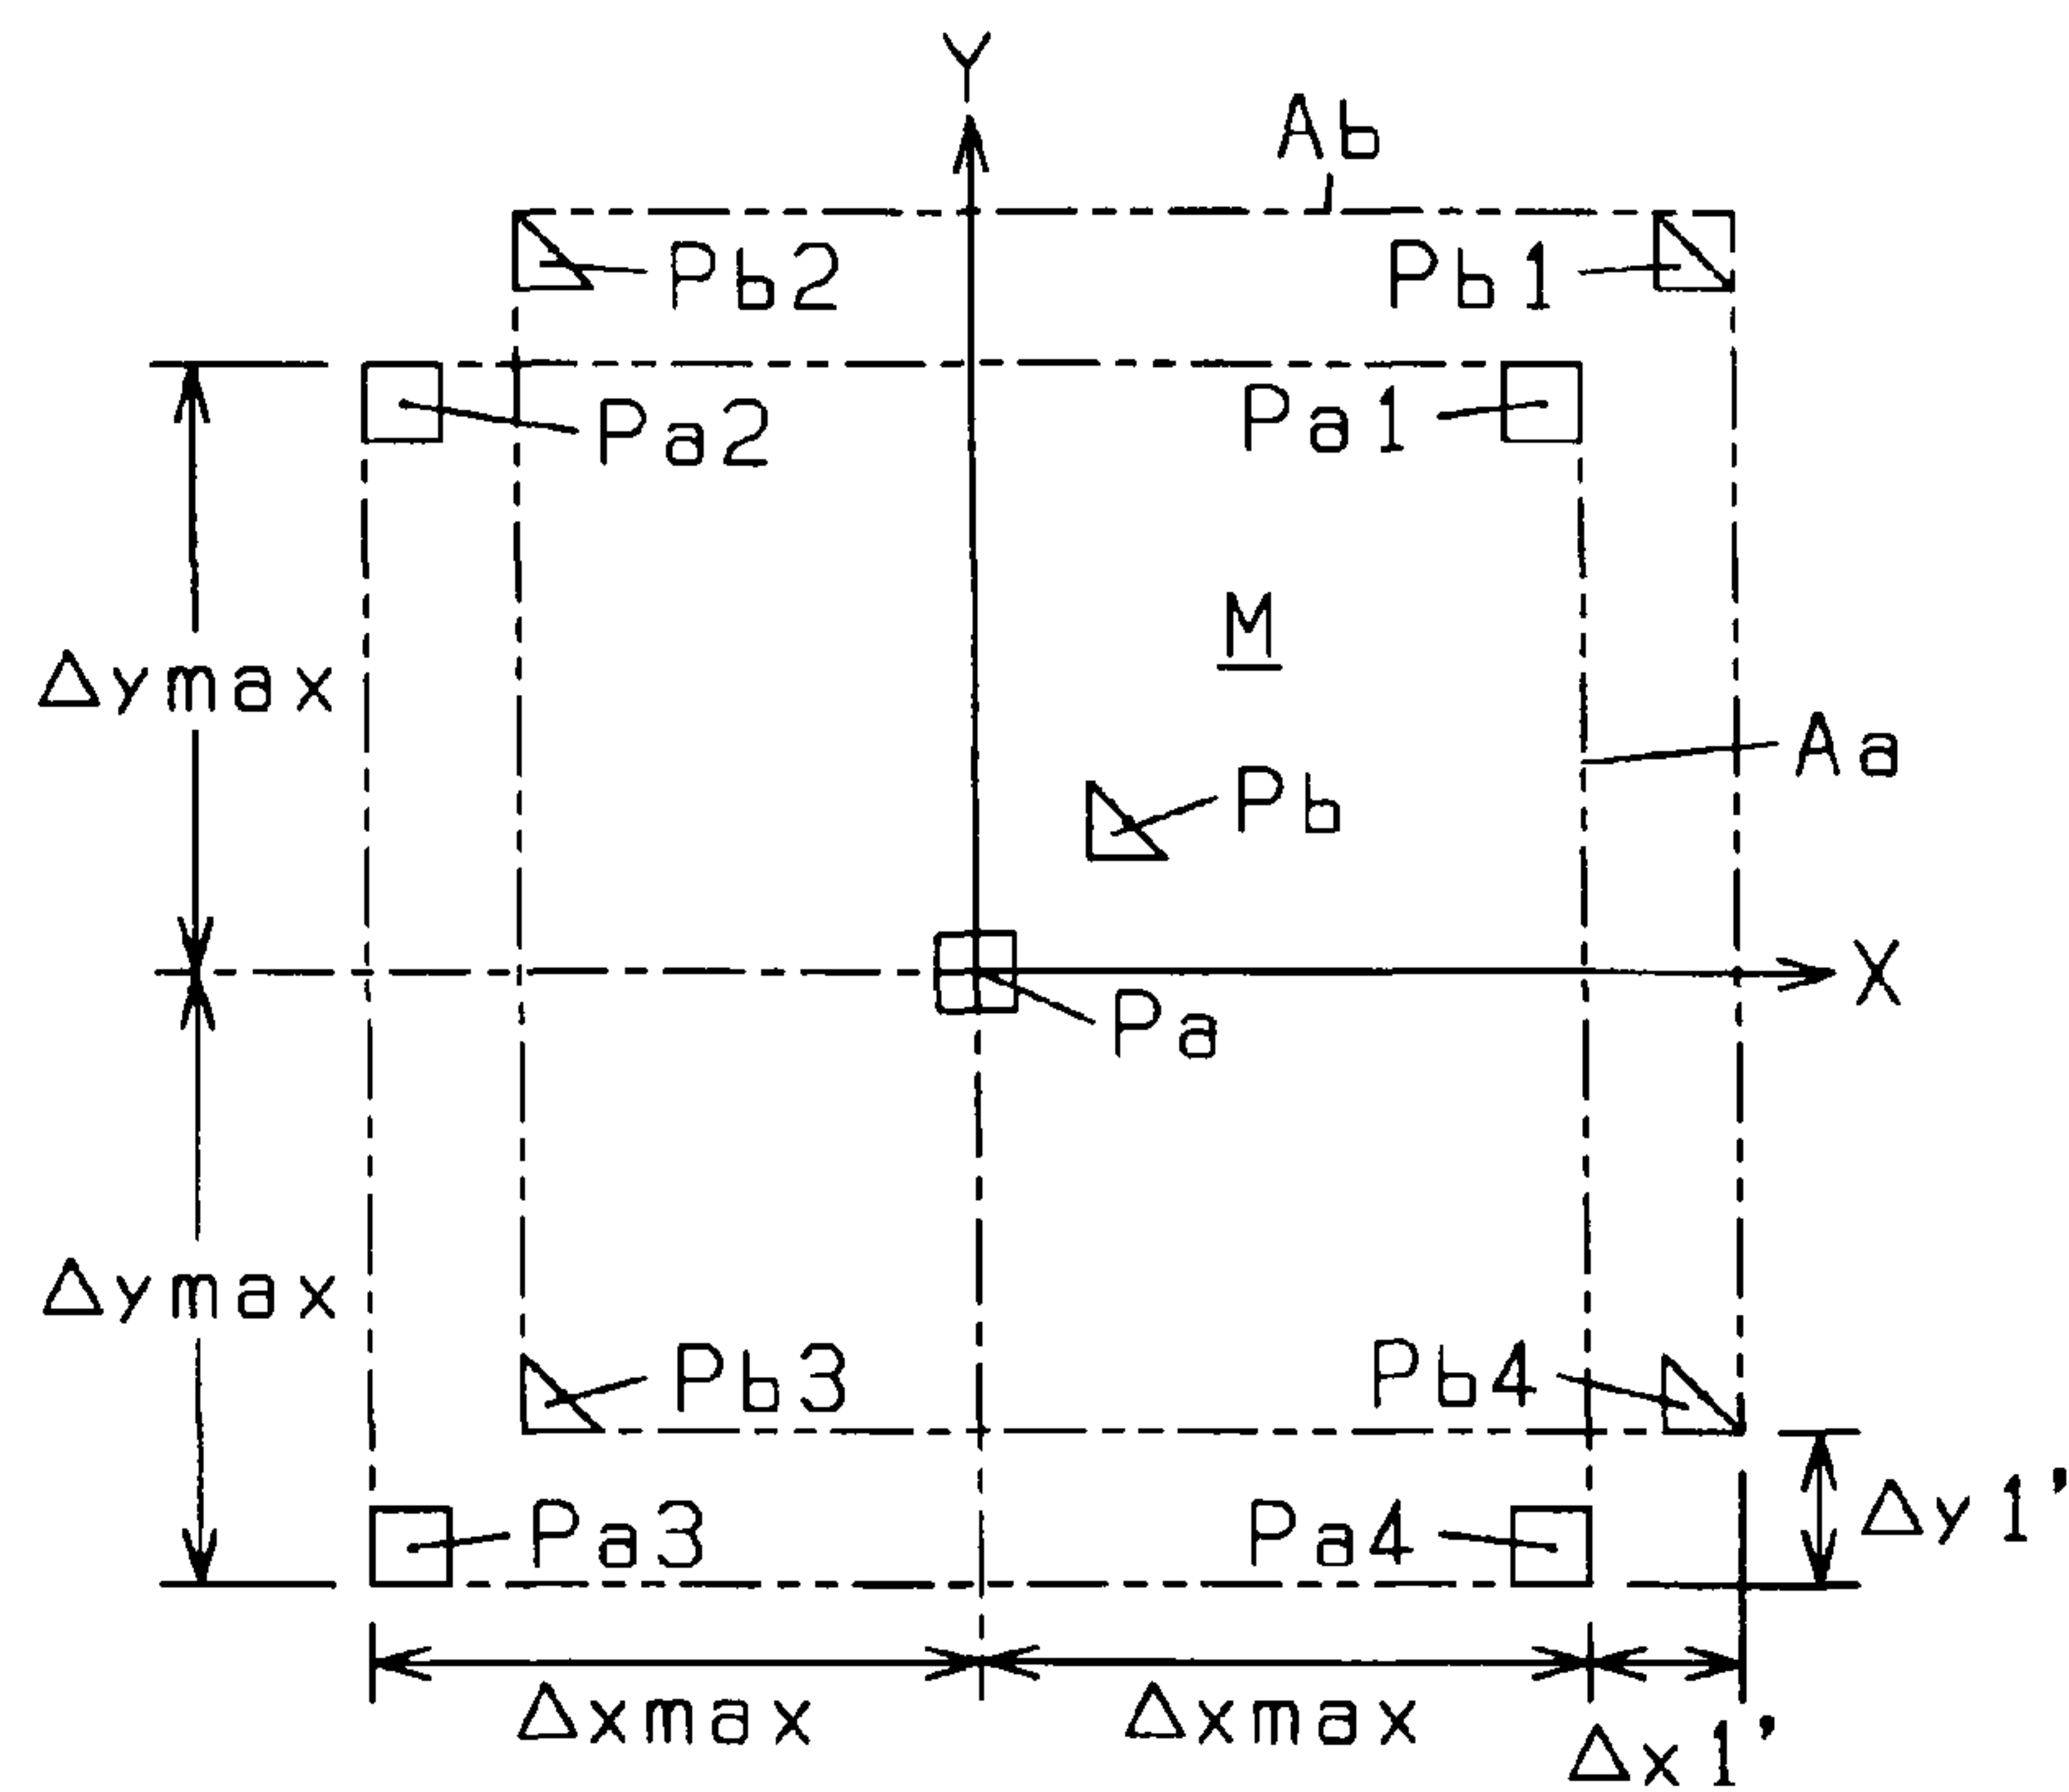 Y
Ab
Pb2
Pb1
Pa2
Pa1
M
Δymax
Aa
Pb
X
Pa
Δymax
Pb3
Pb4
Pa3
Pa4
Δy1'
Δxmax
Δxmax
Δx1'